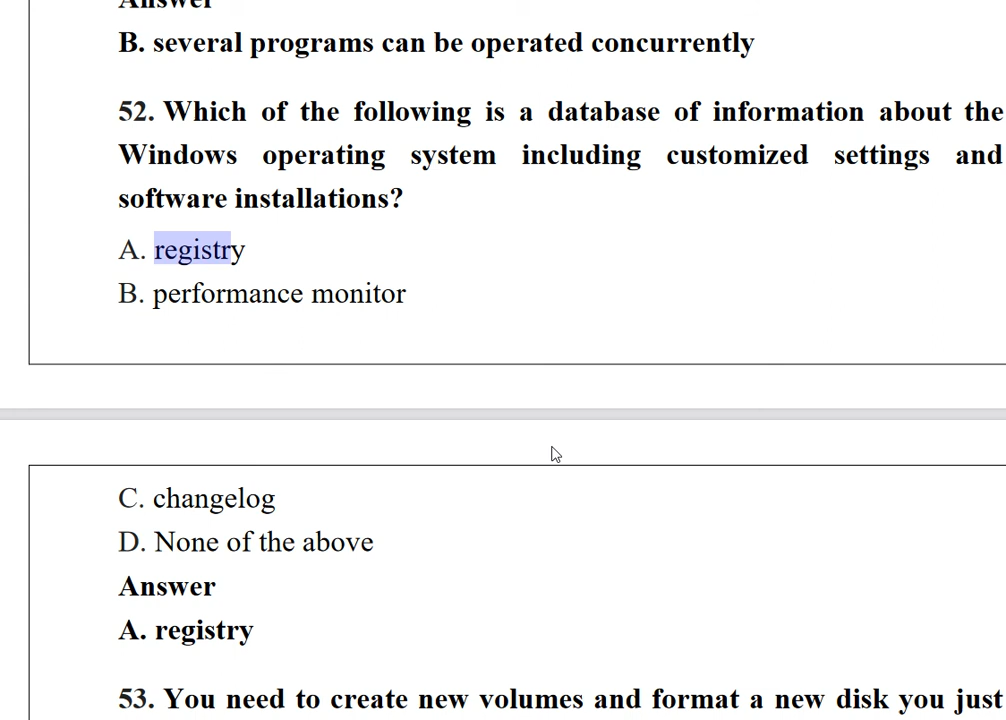 Answer
B. several programs can be operated concurrently
52. Which of the following is a database of information about the
Windows operating system including customized settings and
software installations?
A. registry
B. performance monitor
C. changelog
D. None of the above
Answer
A. registry
53. You need to create new volumes and format a new disk you just